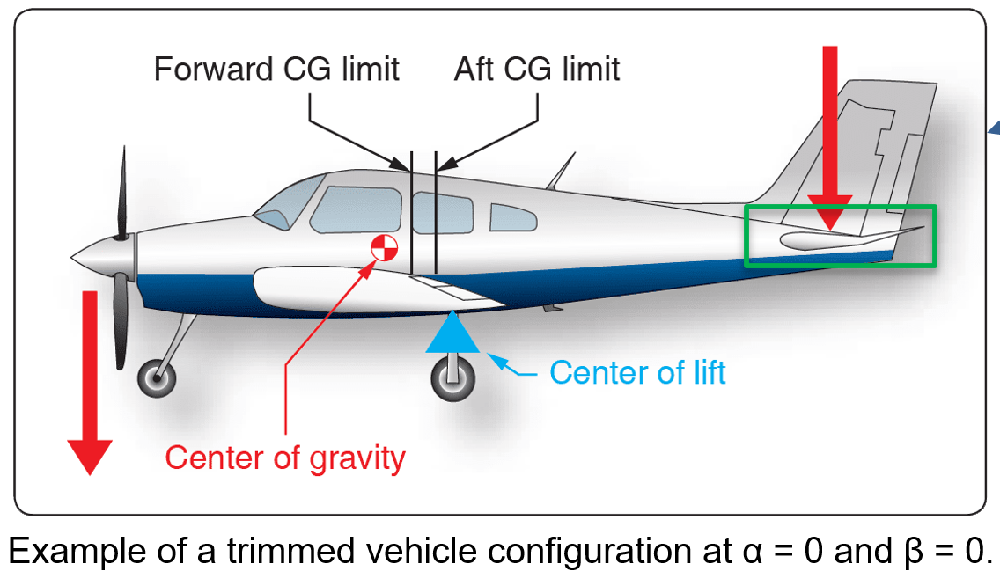 Forward CG limit
Aft CG limit
Center of lift
Center of gravity
Example of a trimmed vehicle configuration at α = 0 and β = 0.